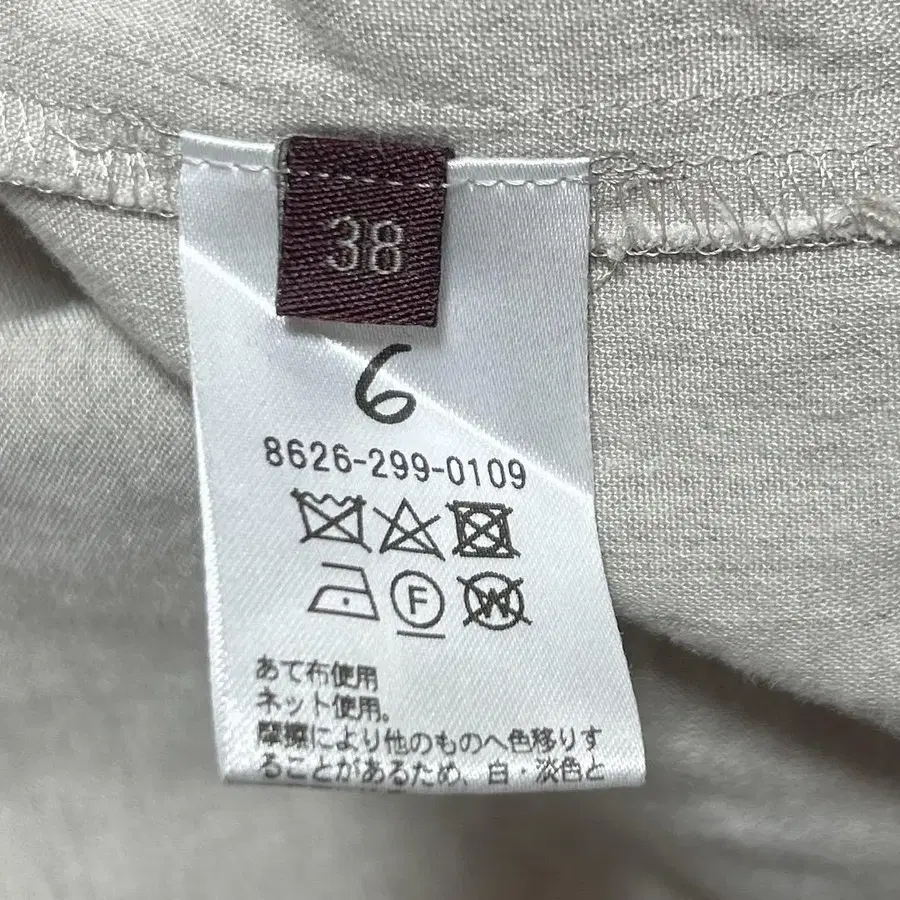 38
6
8626-299-0109
F
W
あて布使用
ネット使用。
摩擦により他のものへ色移りす
ることがあるため、白・淡色と